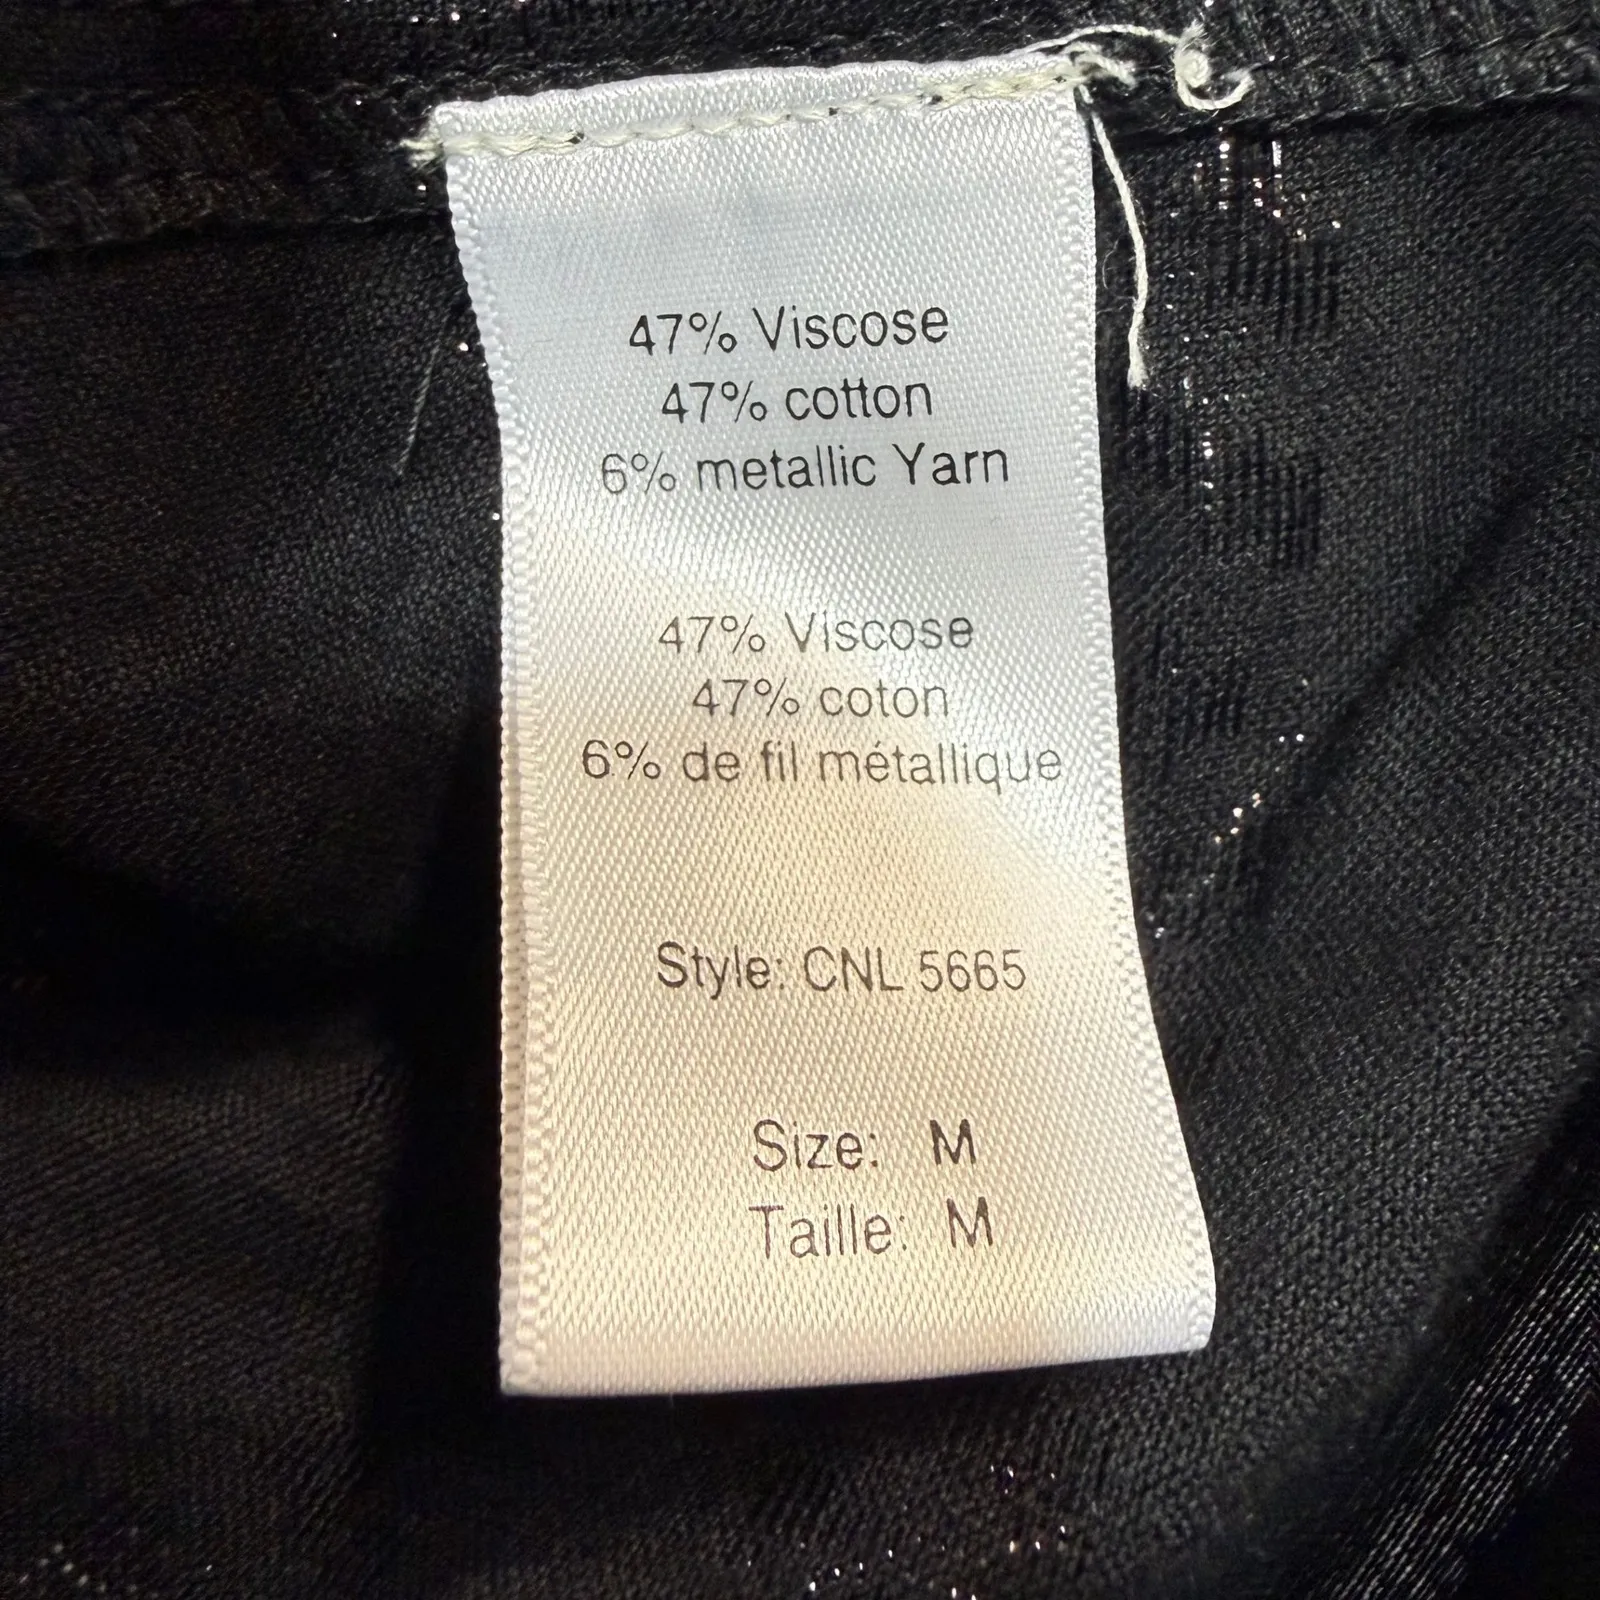 47% Viscose
47% cotton
6% metallic Yarn
47% Viscose
47% coton
6% de fil métallique
Style: CNL 5665
Size: M
Taille: M